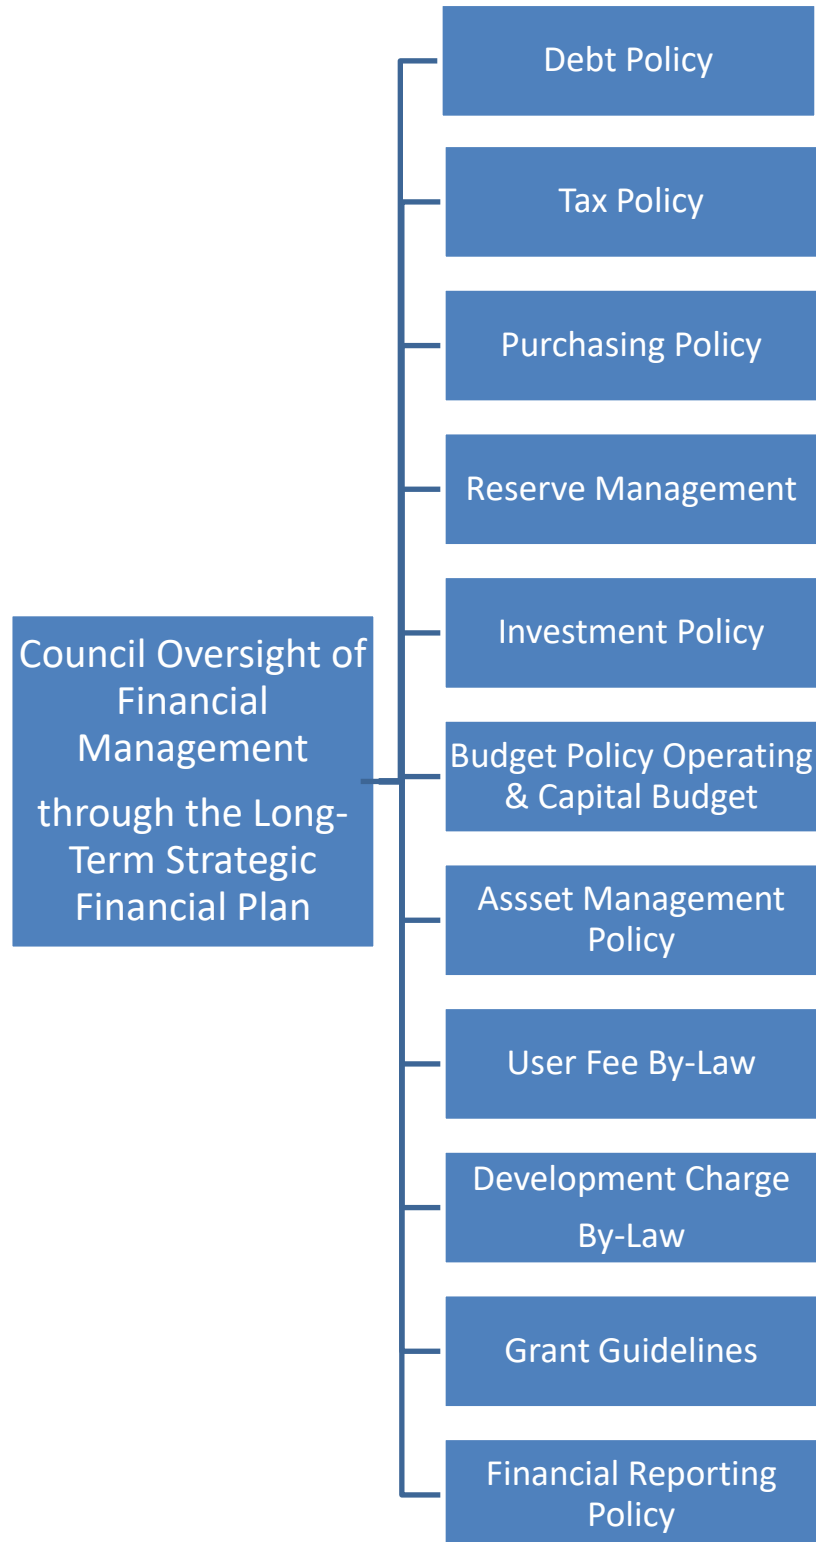 Debt Policy
Tax Policy
Purchasing Policy
Reserve Management
Investment Policy
Council Oversight of
Financial
Management
through the Long-
Term Strategic
Financial Plan
Budget Policy Operating
& Capital Budget
Assset Management
Policy
User Fee By-Law
Development Charge
By-Law
Grant Guidelines
Financial Reporting
Policy